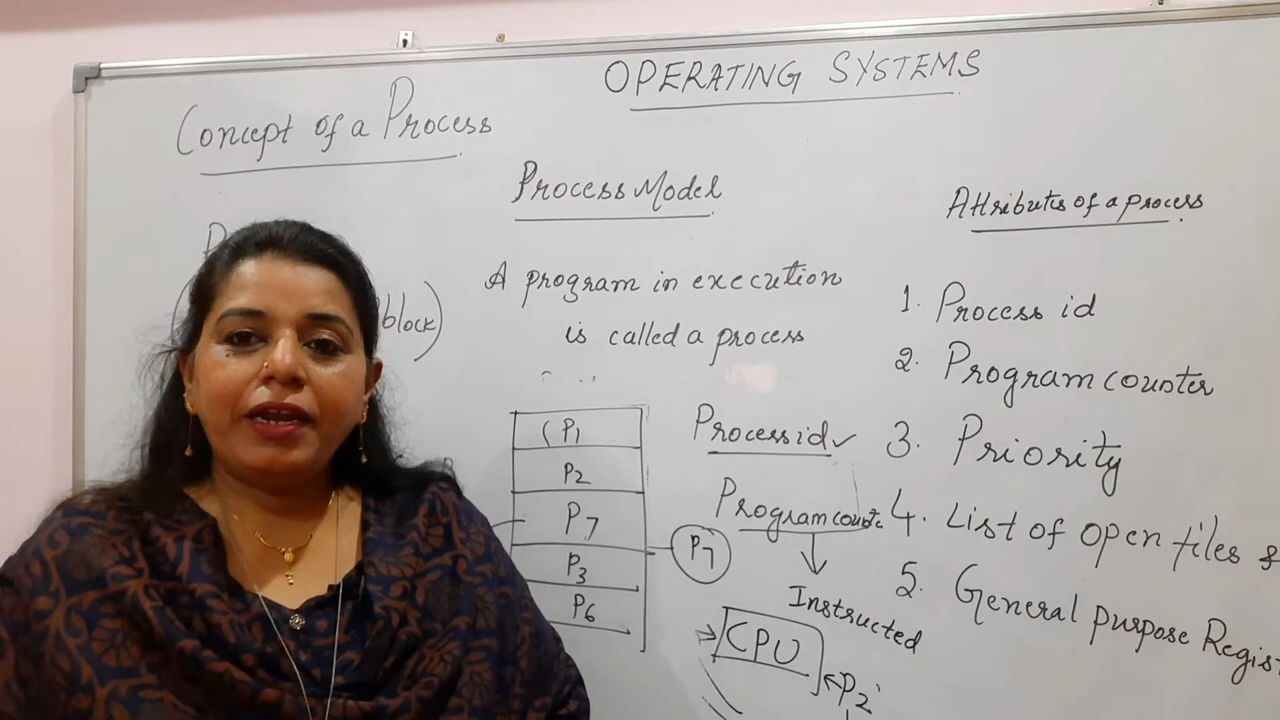 OPERATING SYSTEMS
Concept of a Process
Process Model
Attributes of a process
A program in execution
is called a process
block)
1. Process id
2. Program counter
3. Priority
4. List of open files &
5. General purpose Regist
(P1
P2
P7
P3
P6
P7
Process id ✓
Program counte
Instructed
CPU
P2